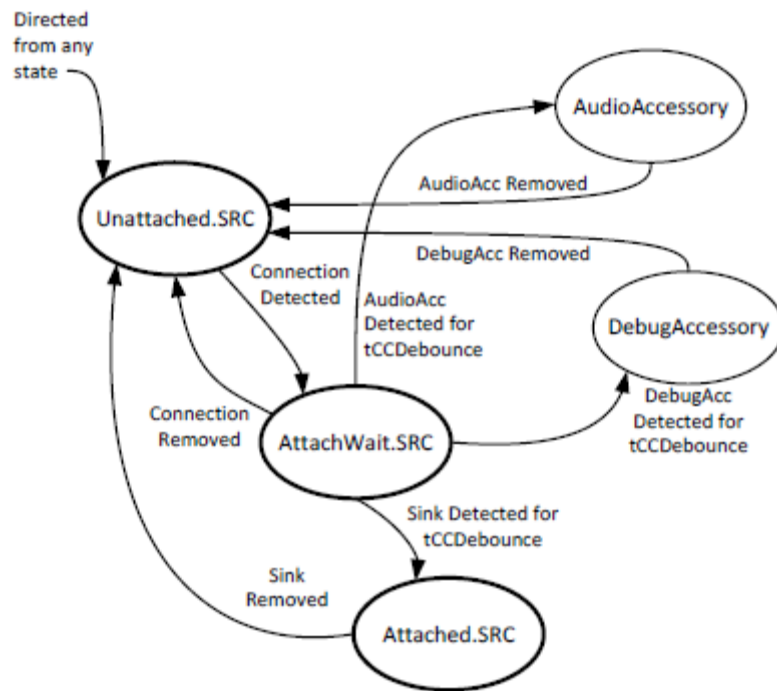 Directed
from any
state
AudioAccessory
AudioAcc Removed
Unattached.SRC
DebugAcc Removed
Connection
Detected
AudioAcc
Detected for
tCCDebounce
DebugAccessory
DebugAcc
Detected for
tCCDebounce
Connection
Removed
AttachWait.SRC
Sink Detected for
tCCDebounce
Sink
Removed
Attached.SRC